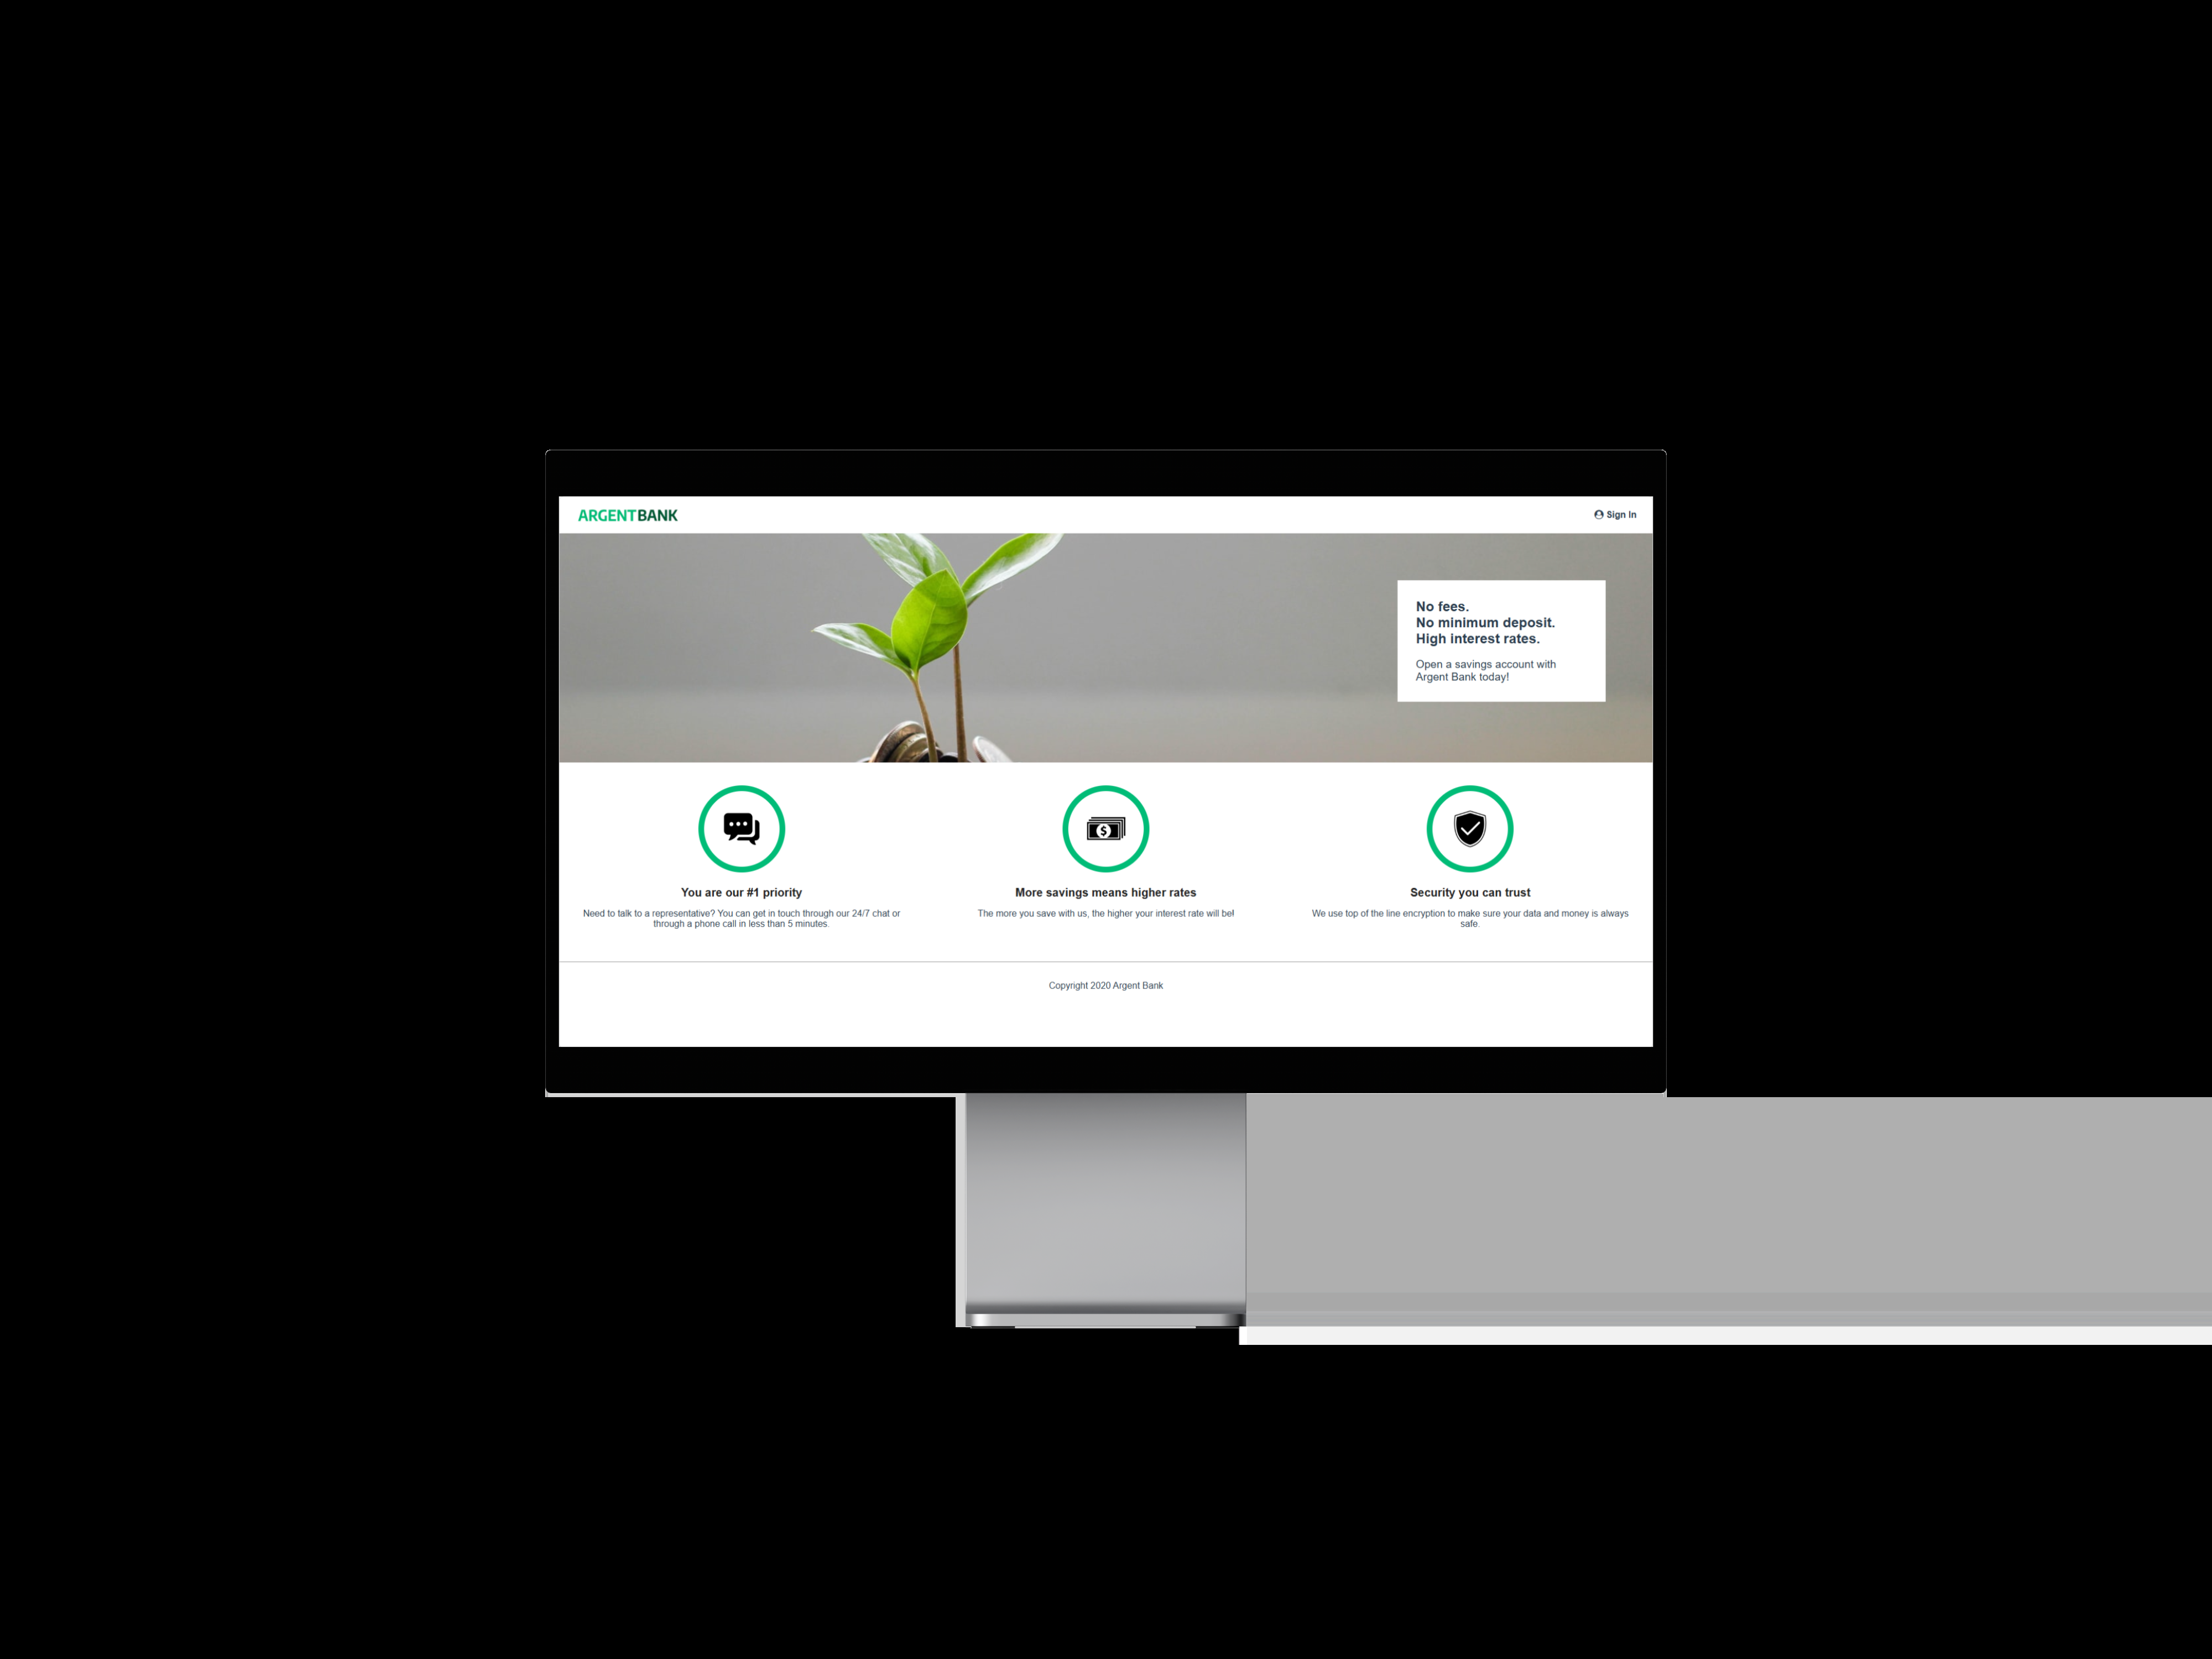 ARGENTBANK
Sign In
No fees.
No minimum deposit.
High interest rates.
Open a savings account with
Argent Bank today!
You are our #1 priority
Need to talk to a representative? You can get in touch through our 24/7 chat or
through a phone call in less than 5 minutes.
More savings means higher rates
The more you save with us, the higher your interest rate will be!
Security you can trust
We use top of the line encryption to make sure your data and money is always
safe.
Copyright 2020 Argent Bank